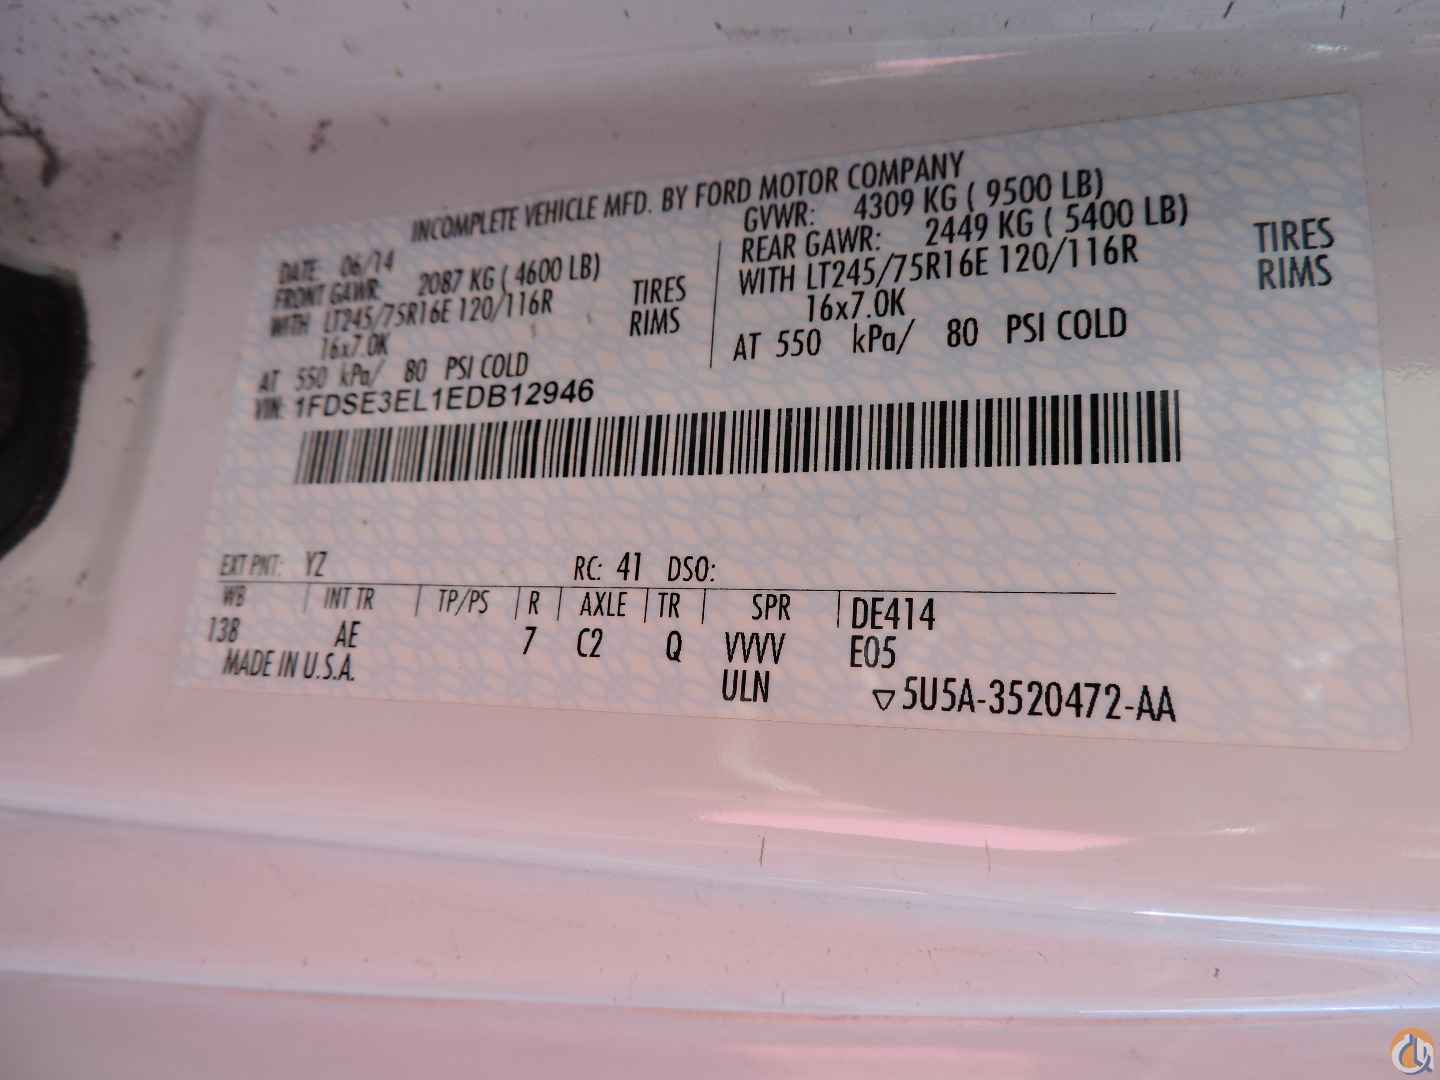 INCOMPLETE VEHICLE MFD. BY FORD MOTOR COMPANY
DATE: 06/14
GVWR: 4309 KG ( 9500 LB)
FRONT GAWR: 2087 KG ( 4600 LB)
REAR GAWR: 2449 KG ( 5400 LB)
WITH LT245/75R16E 120/116R TIRES
WITH LT245/75R16E 120/116R TIRES
16x7.0K RIMS
16x7.0K RIMS
AT 550 kPa/ 80 PSI COLD
AT 550 kPa/ 80 PSI COLD
VIN: 1FDSE3EL1EDB12946
EXT PNT: YZ RC: 41 DSO:
WB INT TR TP/PS R AXLE TR SPR DE414
138 AE 7 C2 Q VVVV E05
MADE IN U.S.A. ULN ▽5U5A-3520472-AA